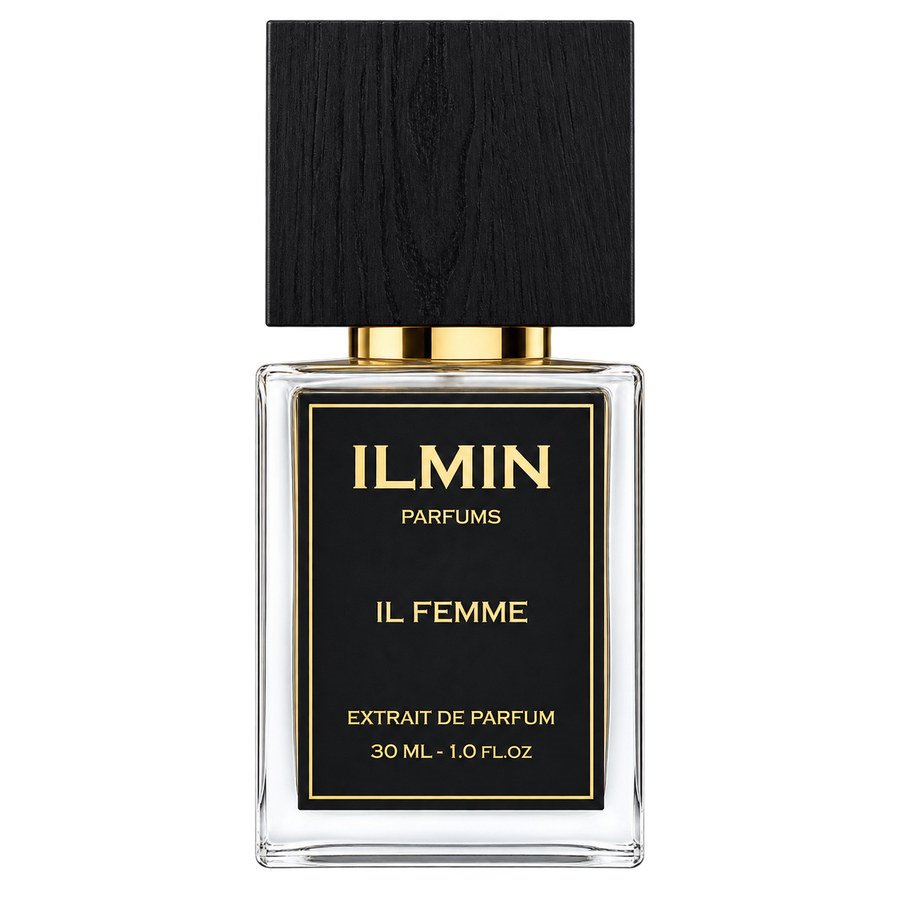 ILMIN
PARFUMS
IL FEMME
EXTRAIT DE PARFUM
30 ML - 1.0 FL.OZ